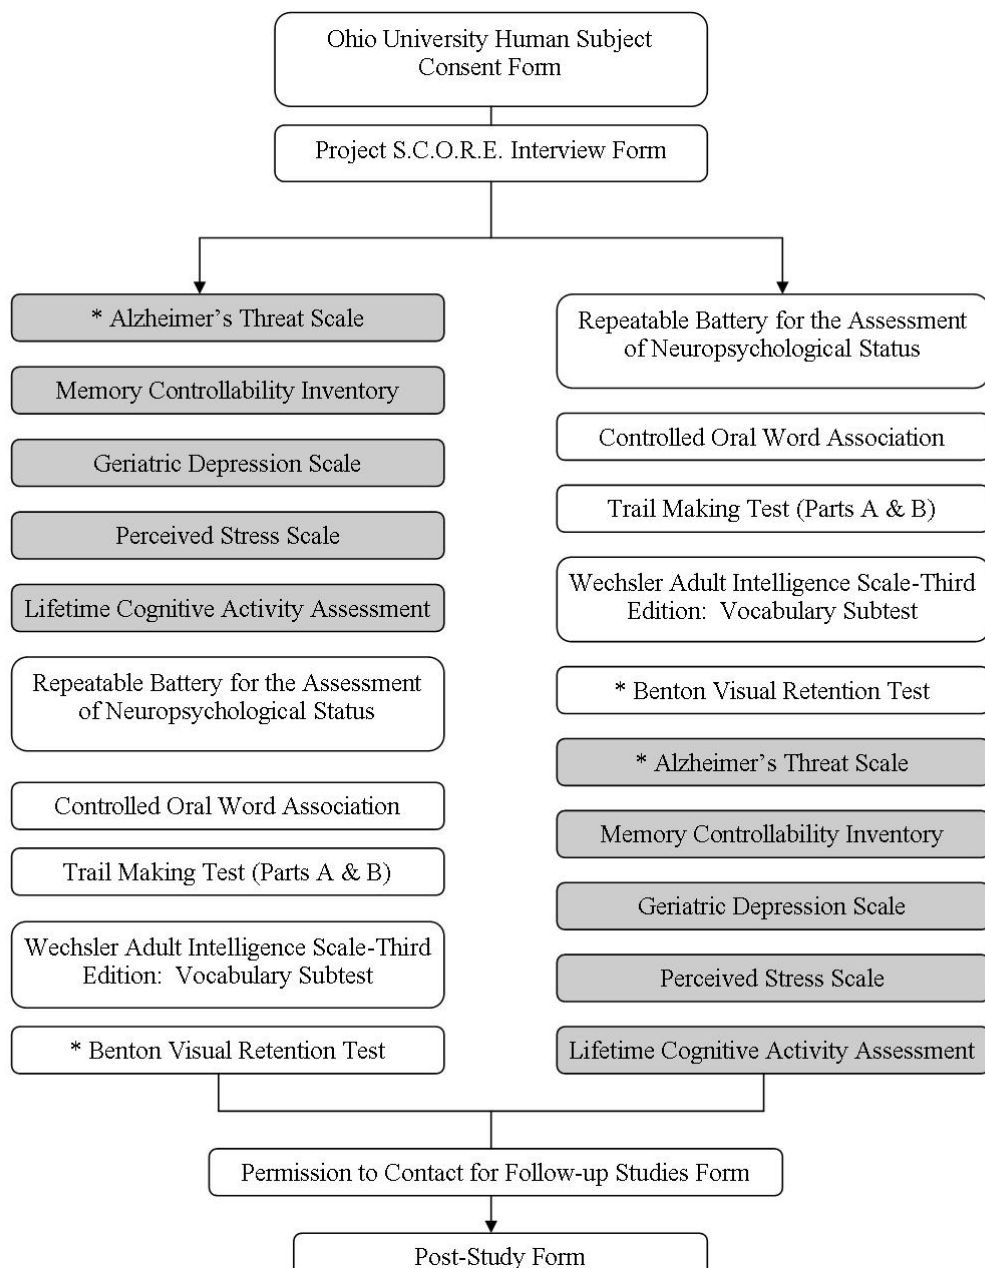 Ohio University Human Subject
Consent Form
Project S.C.O.R.E. Interview Form
* Alzheimer’s Threat Scale
Memory Controllability Inventory
Geriatric Depression Scale
Perceived Stress Scale
Lifetime Cognitive Activity Assessment
Repeatable Battery for the Assessment
of Neuropsychological Status
Controlled Oral Word Association
Trail Making Test (Parts A & B)
Wechsler Adult Intelligence Scale-Third
Edition:  Vocabulary Subtest
* Benton Visual Retention Test
Repeatable Battery for the Assessment
of Neuropsychological Status
Controlled Oral Word Association
Trail Making Test (Parts A & B)
Wechsler Adult Intelligence Scale-Third
Edition:  Vocabulary Subtest
* Benton Visual Retention Test
* Alzheimer’s Threat Scale
Memory Controllability Inventory
Geriatric Depression Scale
Perceived Stress Scale
Lifetime Cognitive Activity Assessment
Permission to Contact for Follow-up Studies Form
Post-Study Form